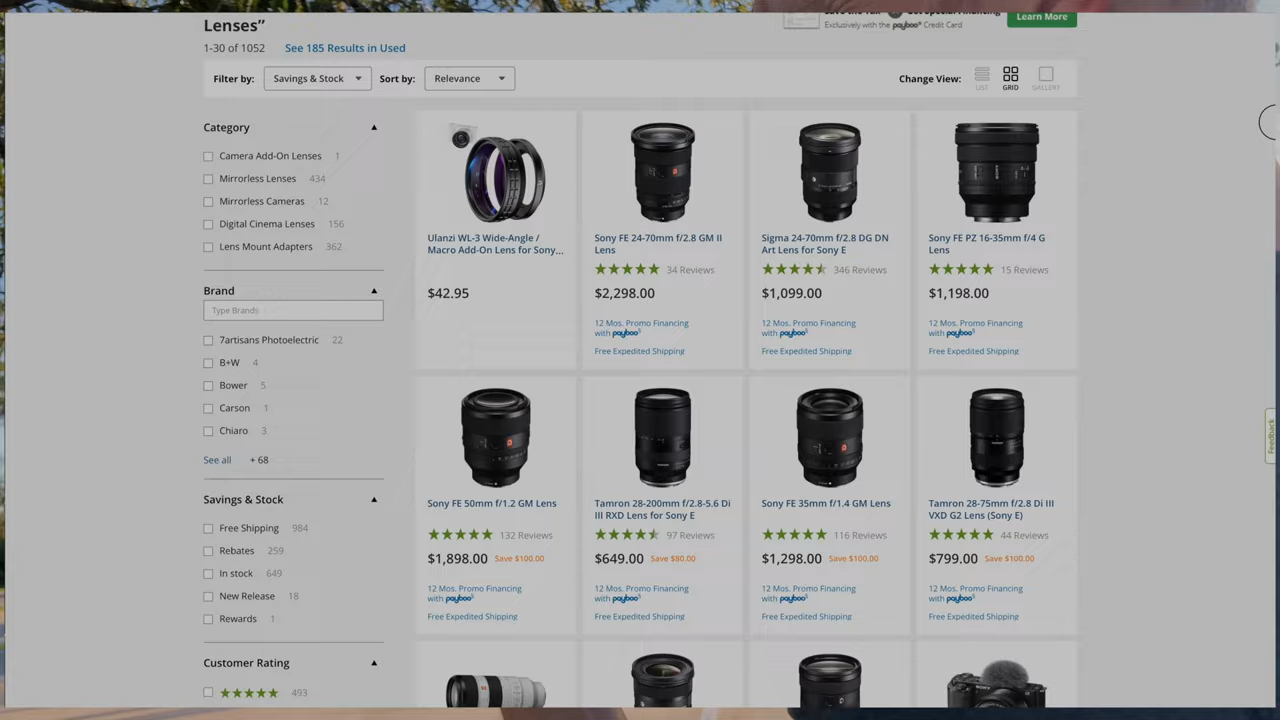 Lenses”
Exclusively with the payboo® Credit Card
Learn More
1-30 of 1052
See 185 Results in Used
Filter by:
Savings & Stock
Sort by:
Relevance
Change View:
LIST
GRID
GALLERY
Category
Camera Add-On Lenses 1
Mirrorless Lenses 434
Mirrorless Cameras 12
Digital Cinema Lenses 156
Lens Mount Adapters 362
Brand
Type Brands
7artisans Photoelectric 22
B+W 4
Bower 5
Carson 1
Chiaro 3
See all + 68
Savings & Stock
Free Shipping 984
Rebates 259
In stock 649
New Release 18
Rewards 1
Customer Rating
493
Ulanzi WL-3 Wide-Angle /
Macro Add-On Lens for Sony...
$42.95
Sony FE 24-70mm f/2.8 GM II
Lens
34 Reviews
$2,298.00
12 Mos. Promo Financing
with payboo$
Free Expedited Shipping
Sigma 24-70mm f/2.8 DG DN
Art Lens for Sony E
346 Reviews
$1,099.00
12 Mos. Promo Financing
with payboo$
Free Expedited Shipping
Sony FE PZ 16-35mm f/4 G
Lens
15 Reviews
$1,198.00
12 Mos. Promo Financing
with payboo$
Free Expedited Shipping
Sony FE 50mm f/1.2 GM Lens
132 Reviews
$1,898.00 Save $100.00
12 Mos. Promo Financing
with payboo$
Free Expedited Shipping
Tamron 28-200mm f/2.8-5.6 Di
III RXD Lens for Sony E
97 Reviews
$649.00 Save $80.00
12 Mos. Promo Financing
with payboo$
Free Expedited Shipping
Sony FE 35mm f/1.4 GM Lens
116 Reviews
$1,298.00 Save $100.00
12 Mos. Promo Financing
with payboo$
Free Expedited Shipping
Tamron 28-75mm f/2.8 Di III
VXD G2 Lens (Sony E)
44 Reviews
$799.00 Save $100.00
12 Mos. Promo Financing
with payboo$
Free Expedited Shipping
SONY
Feedback